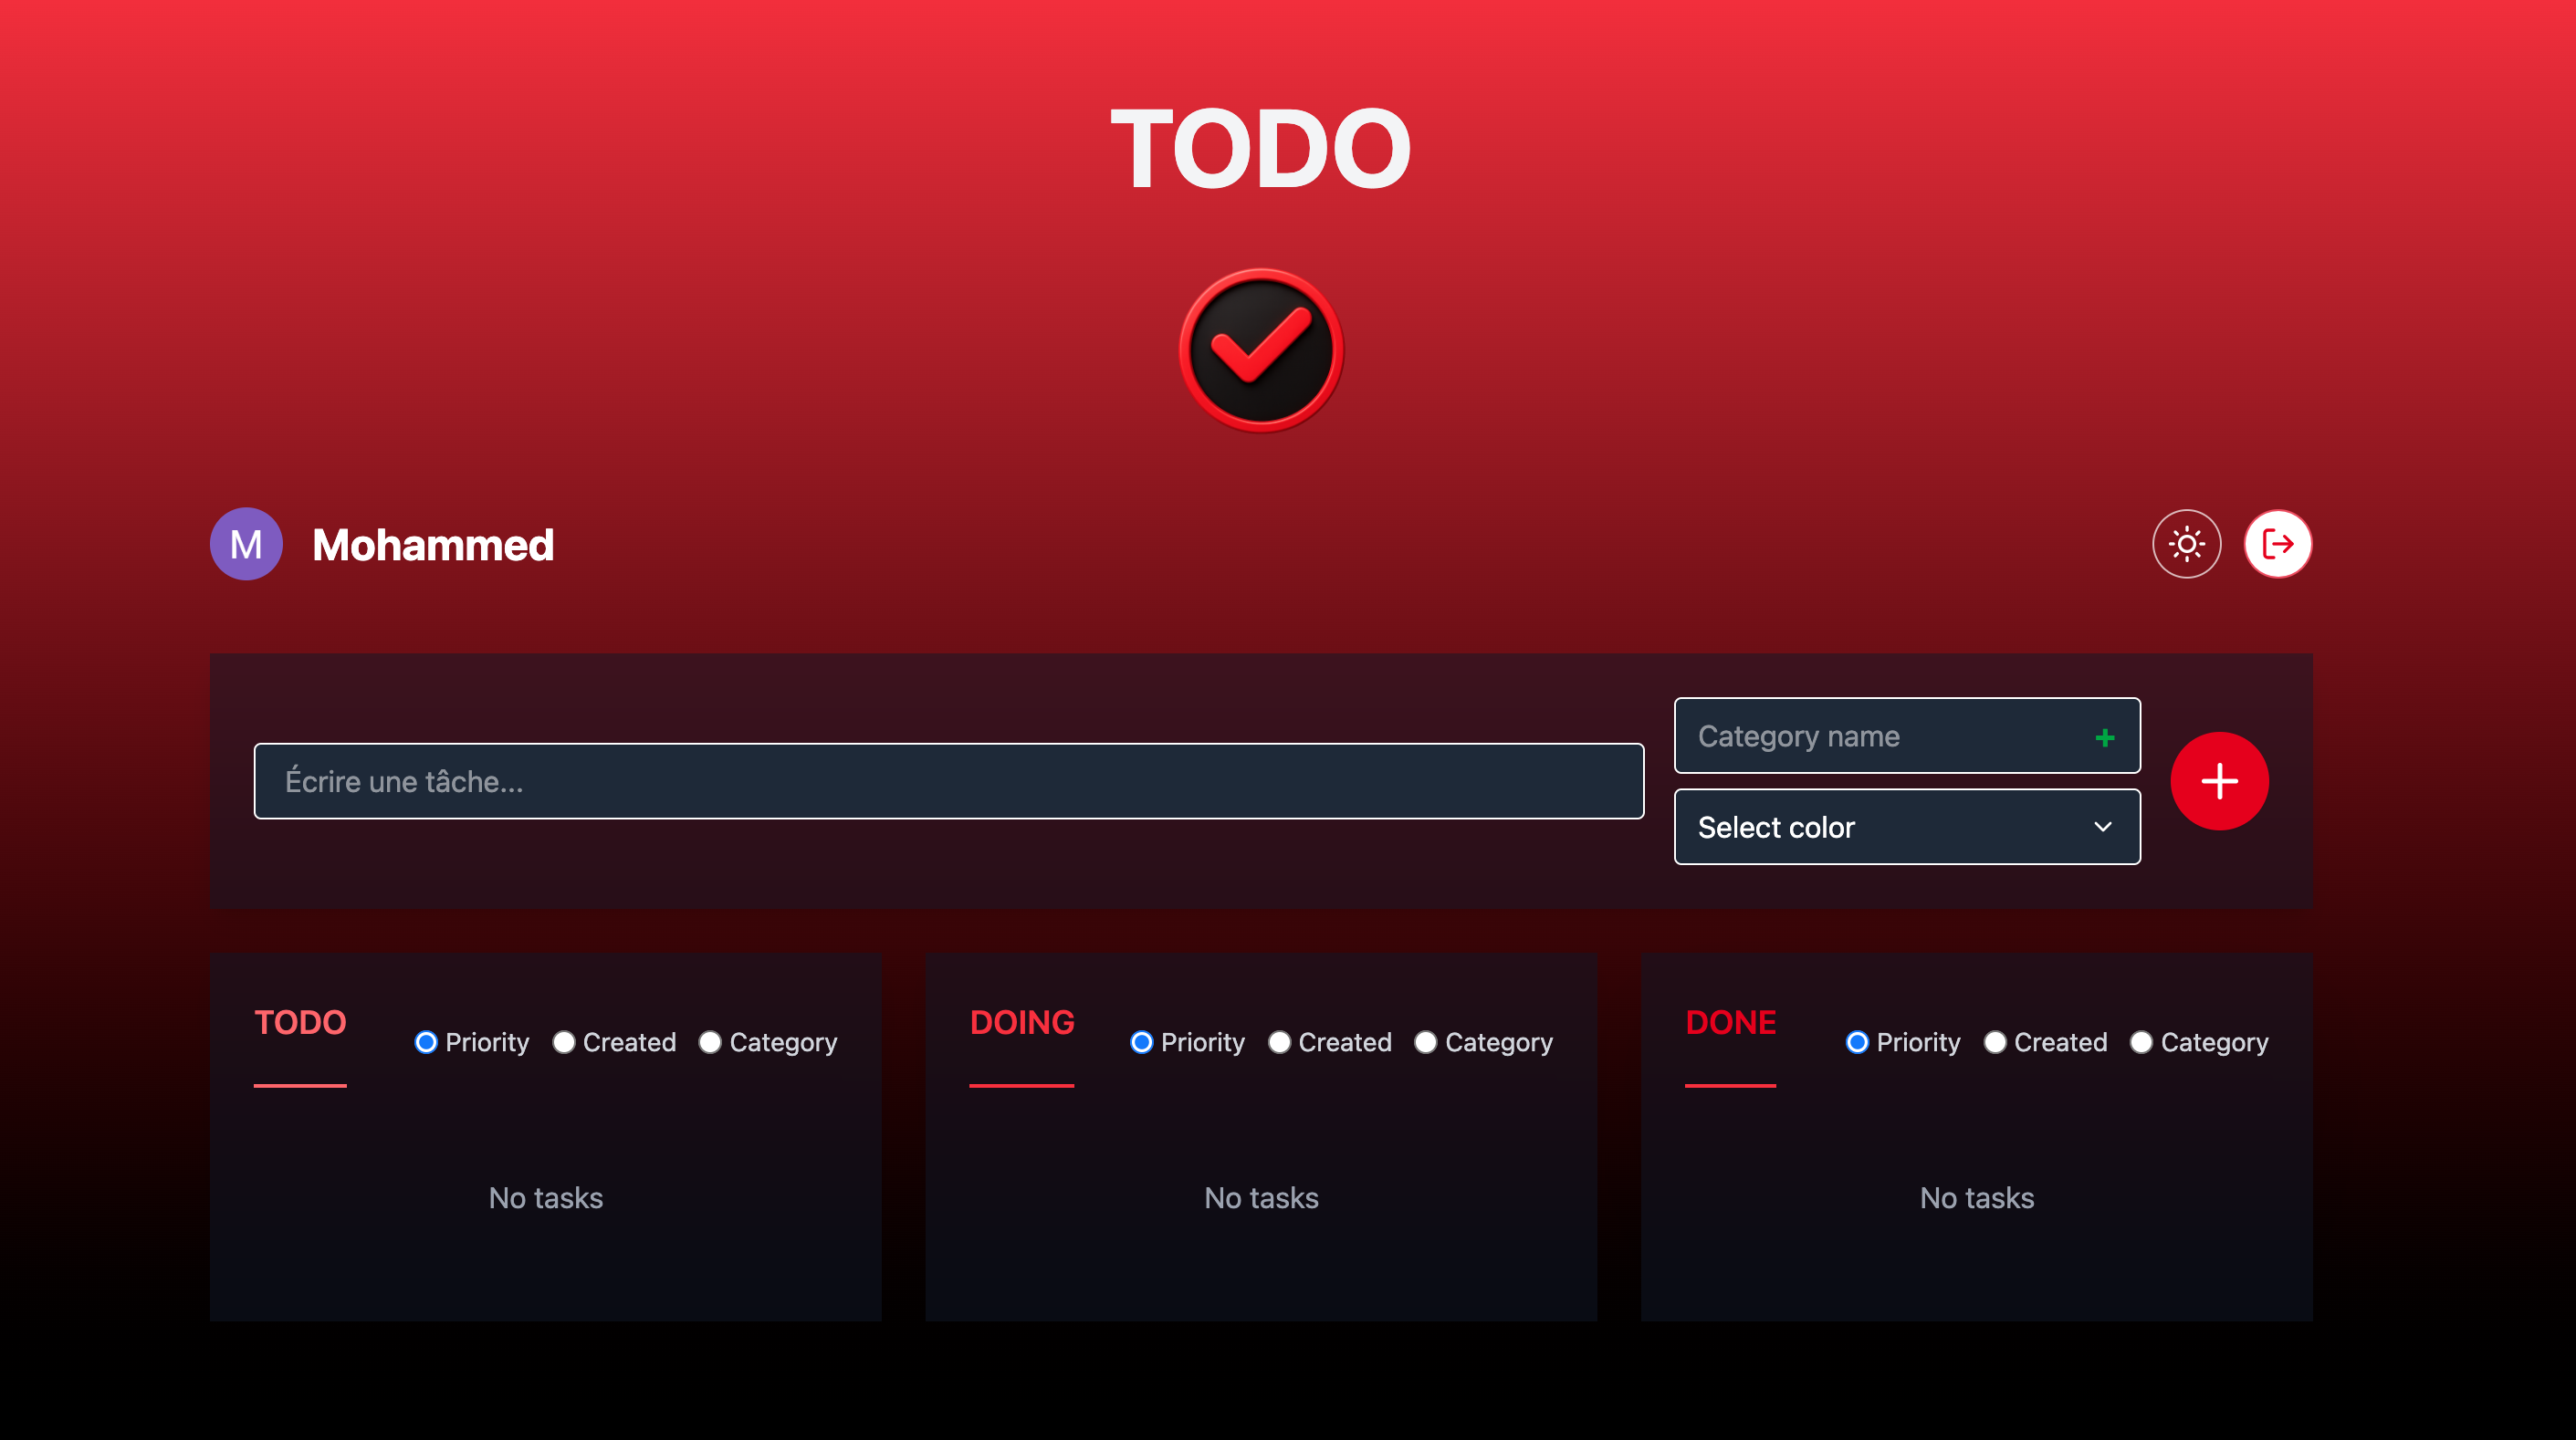 TODO
M Mohammed
Écrire une tâche...
Category name
Select color
TODO Priority Created Category
No tasks
DOING Priority Created Category
No tasks
DONE Priority Created Category
No tasks